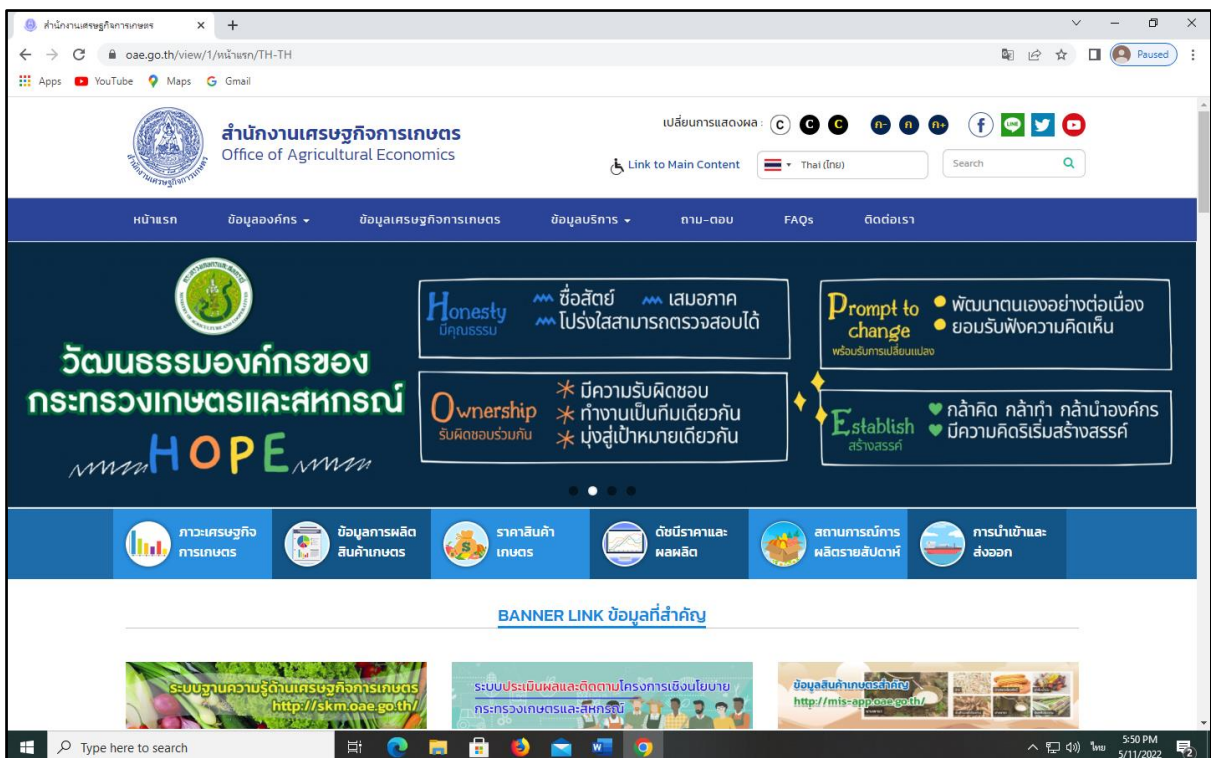 สำนักงานเศรษฐกิจการเกษตร
oae.go.th/view/1/หน้าแรก/TH-TH
Paused
Apps YouTube Maps Gmail
สำนักงานเศรษฐกิจการเกษตร
Office of Agricultural Economics
สำนักงานเศรษฐกิจการเกษตร
เปลี่ยนการแสดงผล : C C C ก- ก ก+
Link to Main Content
Thai (ไทย)
Search
หน้าแรก ข้อมูลองค์กร ข้อมูลเศรษฐกิจการเกษตร ข้อมูลบริการ ถาม-ตอบ FAQs ติดต่อเรา
วัฒนธรรมองค์กรของ
กระทรวงเกษตรและสหกรณ์
HOPE
Honesty
มีคุณธรรม
ซื่อสัตย์ เสมอภาค
โปร่งใสสามารถตรวจสอบได้
Ownership
รับผิดชอบร่วมกัน
มีความรับผิดชอบ
ทำงานเป็นทีมเดียวกัน
มุ่งสู่เป้าหมายเดียวกัน
Prompt to
change
พร้อมรับการเปลี่ยนแปลง
พัฒนาตนเองอย่างต่อเนื่อง
ยอมรับฟังความคิดเห็น
Establish
สร้างสรรค์
กล้าคิด กล้าทำ กล้านำองค์กร
มีความคิดริเริ่มสร้างสรรค์
ภาวะเศรษฐกิจ
การเกษตร
ข้อมูลการผลิต
สินค้าเกษตร
ราคาสินค้า
เกษตร
ดัชนีราคาและ
ผลผลิต
สถานการณ์การ
ผลิตรายสัปดาห์
การนำเข้าและ
ส่งออก
BANNER LINK ข้อมูลที่สำคัญ
ระบบฐานความรู้ด้านเศรษฐกิจการเกษตร
http://skm.oae.go.th/
ระบบประเมินผลและติดตามโครงการเชิงนโยบาย
กระทรวงเกษตรและสหกรณ์
ข้อมูลสินค้าเกษตรสำคัญ
http://mis-app.oae.go.th/
Type here to search
ไทย
5:50 PM
5/11/2022
2